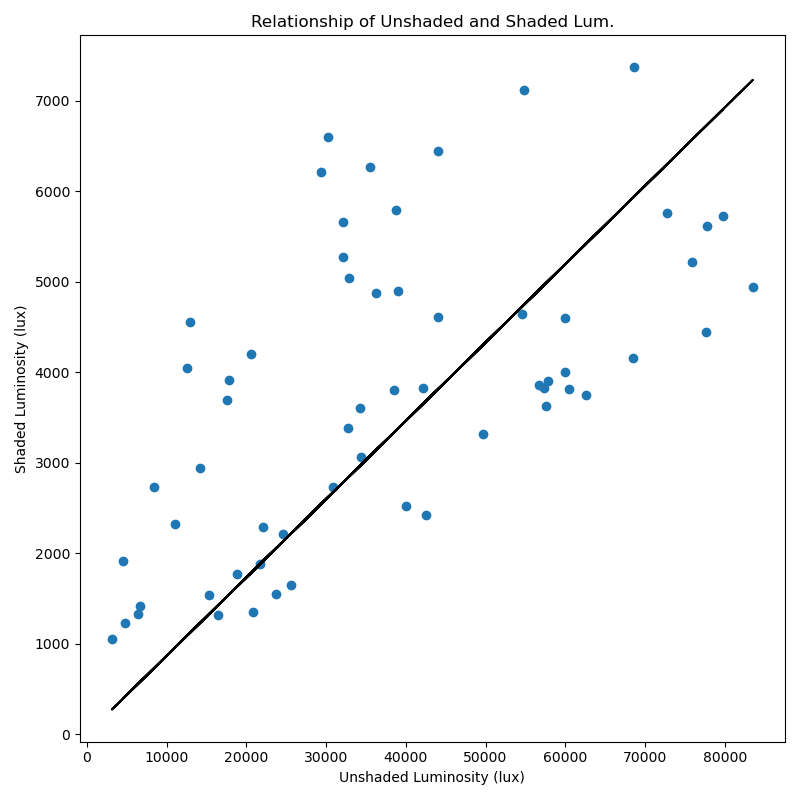 Relationship of Unshaded and Shaded Lum.
7000
6000
5000
4000
3000
2000
1000
0
Shaded Luminosity (lux)
0 10000 20000 30000 40000 50000 60000 70000 80000
Unshaded Luminosity (lux)